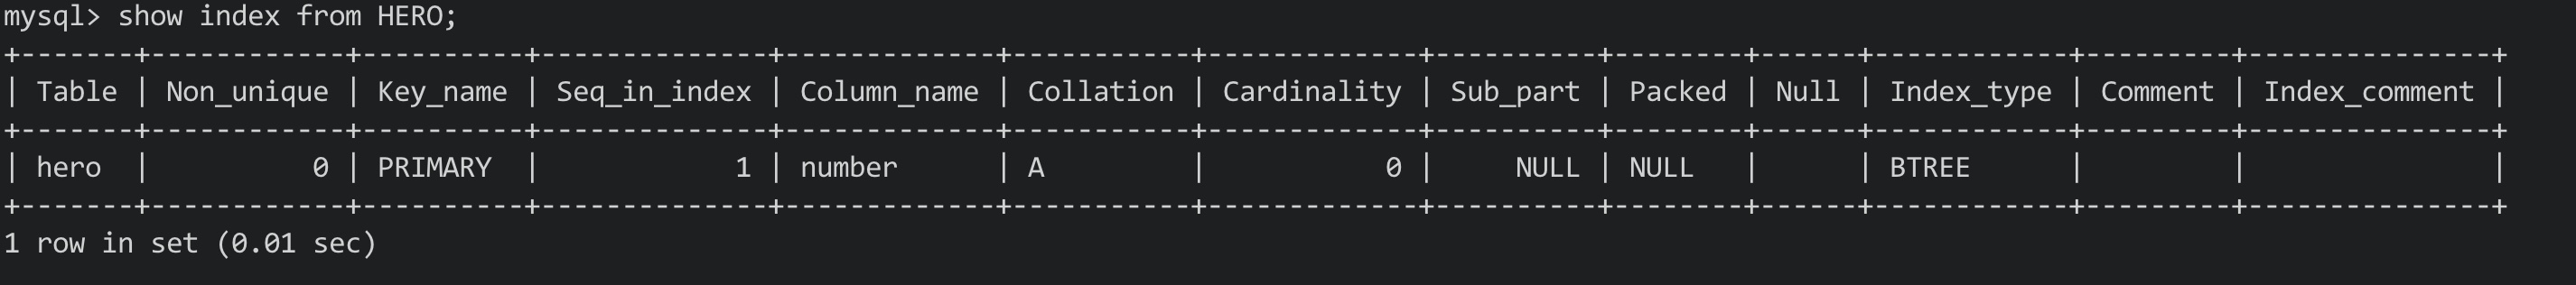 mysql> show index from HERO;
+-------+------------+----------+--------------+-------------+-----------+-------------+----------+--------+------+------------+---------+---------------+
| Table | Non_unique | Key_name | Seq_in_index | Column_name | Collation | Cardinality | Sub_part | Packed | Null | Index_type | Comment | Index_comment |
+-------+------------+----------+--------------+-------------+-----------+-------------+----------+--------+------+------------+---------+---------------+
| hero  |          0 | PRIMARY  |            1 | number      | A         |           0 |     NULL | NULL   |      | BTREE      |         |               |
+-------+------------+----------+--------------+-------------+-----------+-------------+----------+--------+------+------------+---------+---------------+
1 row in set (0.01 sec)